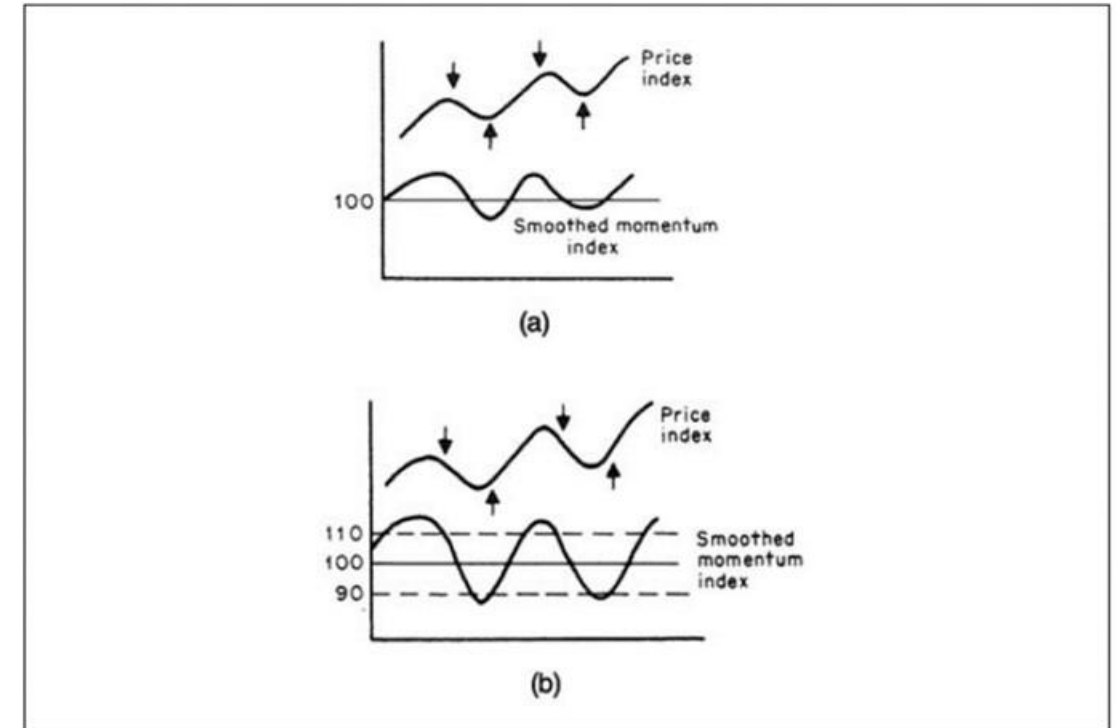 Price
index
100
Smoothed momentum
index
(a)
Price
index
110
100
90
Smoothed
momentum
index
(b)